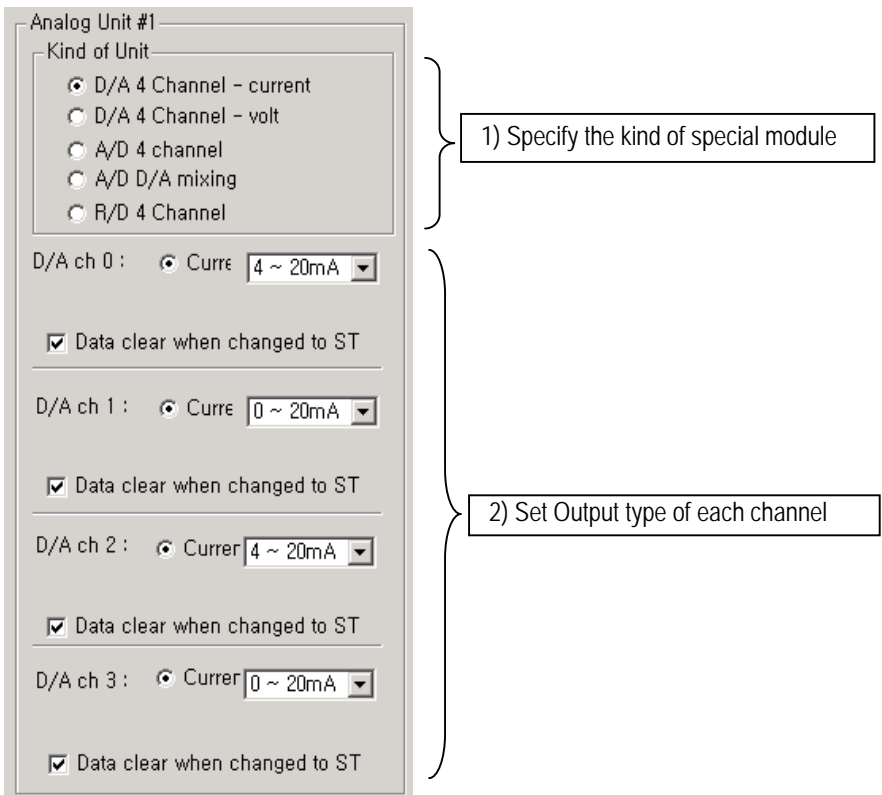 Analog Unit #1
Kind of Unit
D/A 4 Channel - current
D/A 4 Channel - volt
A/D 4 channel
A/D D/A mixing
R/D 4 Channel
1) Specify the kind of special module
D/A ch 0 : Curre 4 ~ 20mA
Data clear when changed to ST
D/A ch 1 : Curre 0 ~ 20mA
Data clear when changed to ST
2) Set Output type of each channel
D/A ch 2 : Currer 4 ~ 20mA
Data clear when changed to ST
D/A ch 3 : Currer 0 ~ 20mA
Data clear when changed to ST